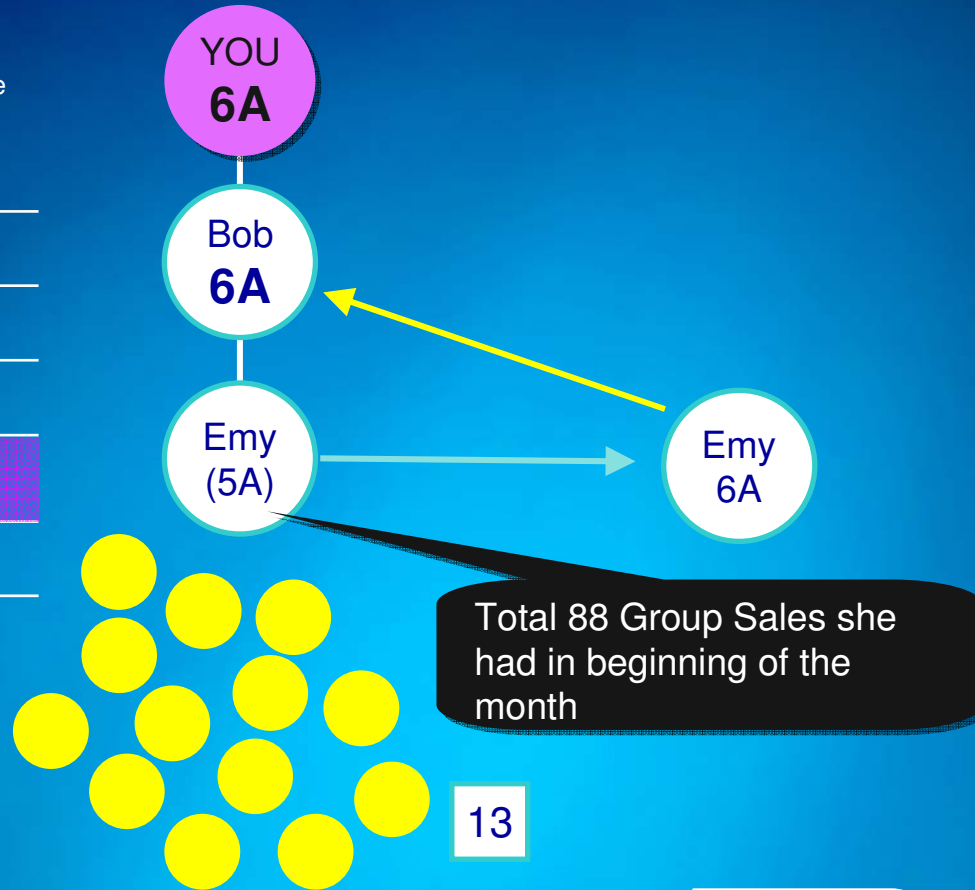 YOU
6A
e
Bob
6A
Emy
(5A)
Emy
6A
Total 88 Group Sales she
had in beginning of the
month
13